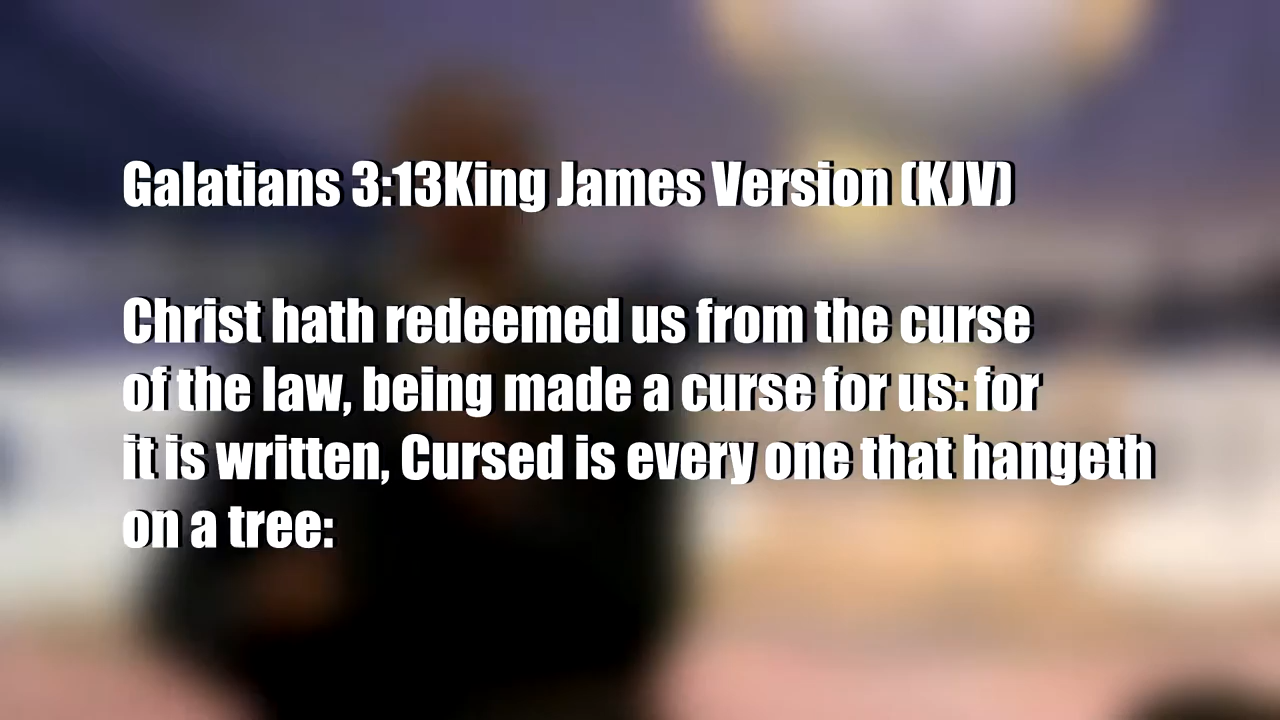 Galatians 3:13King James Version (KJV)
Christ hath redeemed us from the curse
of the law, being made a curse for us: for
it is written, Cursed is every one that hangeth
on a tree: